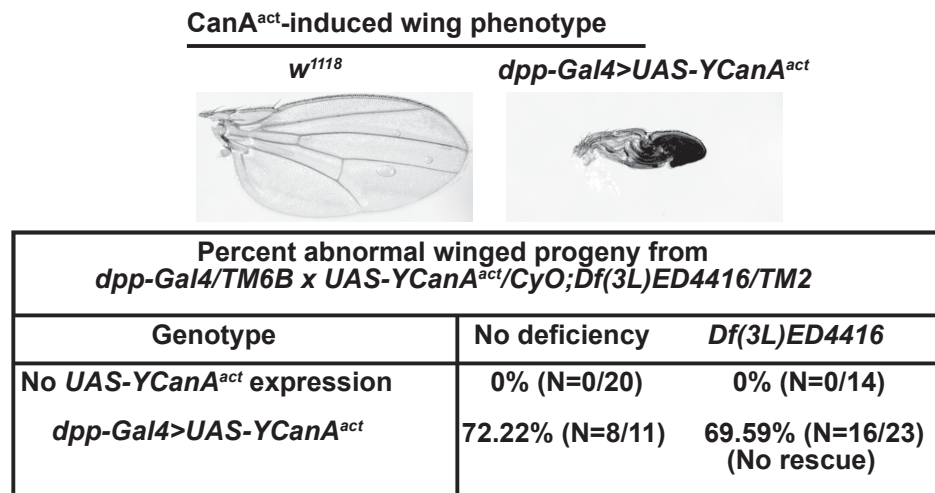 CanAᵃᶜᵗ-induced wing phenotype
w¹¹¹⁸ dpp-Gal4>UAS-YCanAᵃᶜᵗ
Percent abnormal winged progeny from
dpp-Gal4/TM6B x UAS-YCanAᵃᶜᵗ/CyO;Df(3L)ED4416/TM2
Genotype No deficiency Df(3L)ED4416
No UAS-YCanAᵃᶜᵗ expression 0% (N=0/20) 0% (N=0/14)
dpp-Gal4>UAS-YCanAᵃᶜᵗ 72.22% (N=8/11) 69.59% (N=16/23)
(No rescue)